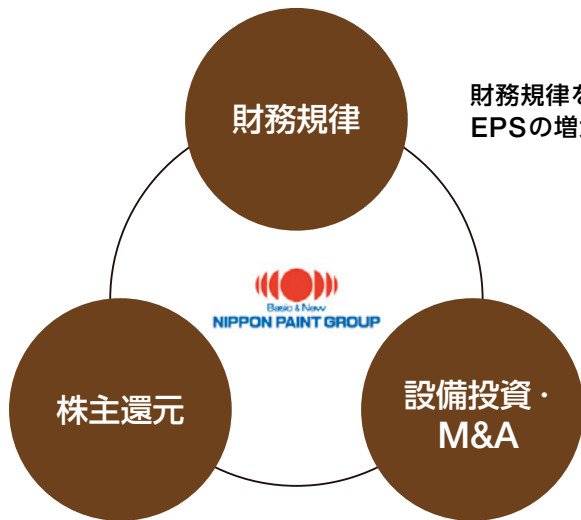 財務規律
財務規律を
EPSの増
Basic & New
NIPPON PAINT GROUP
株主還元
設備投資・
M&A